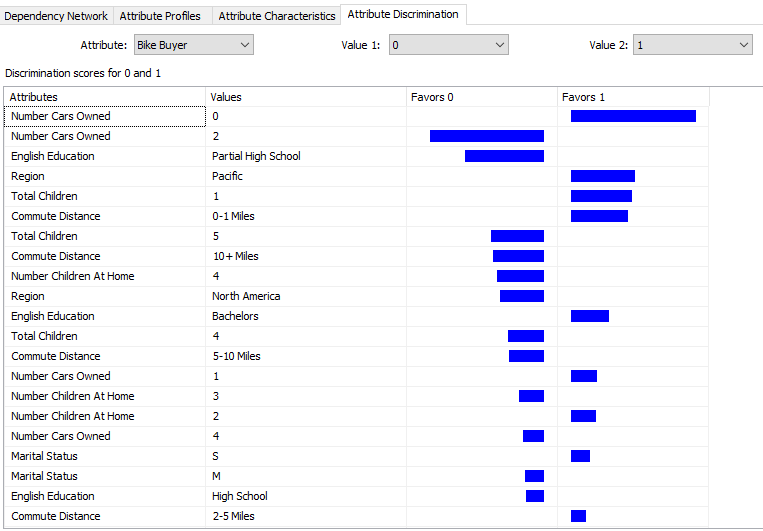 Dependency Network Attribute Profiles Attribute Characteristics Attribute Discrimination
Attribute: Bike Buyer Value 1: 0 Value 2: 1
Discrimination scores for 0 and 1
Attributes Values Favors 0 Favors 1
Number Cars Owned 0
Number Cars Owned 2
English Education Partial High School
Region Pacific
Total Children 1
Commute Distance 0-1 Miles
Total Children 5
Commute Distance 10+ Miles
Number Children At Home 4
Region North America
English Education Bachelors
Total Children 4
Commute Distance 5-10 Miles
Number Cars Owned 1
Number Children At Home 3
Number Children At Home 2
Number Cars Owned 4
Marital Status S
Marital Status M
English Education High School
Commute Distance 2-5 Miles